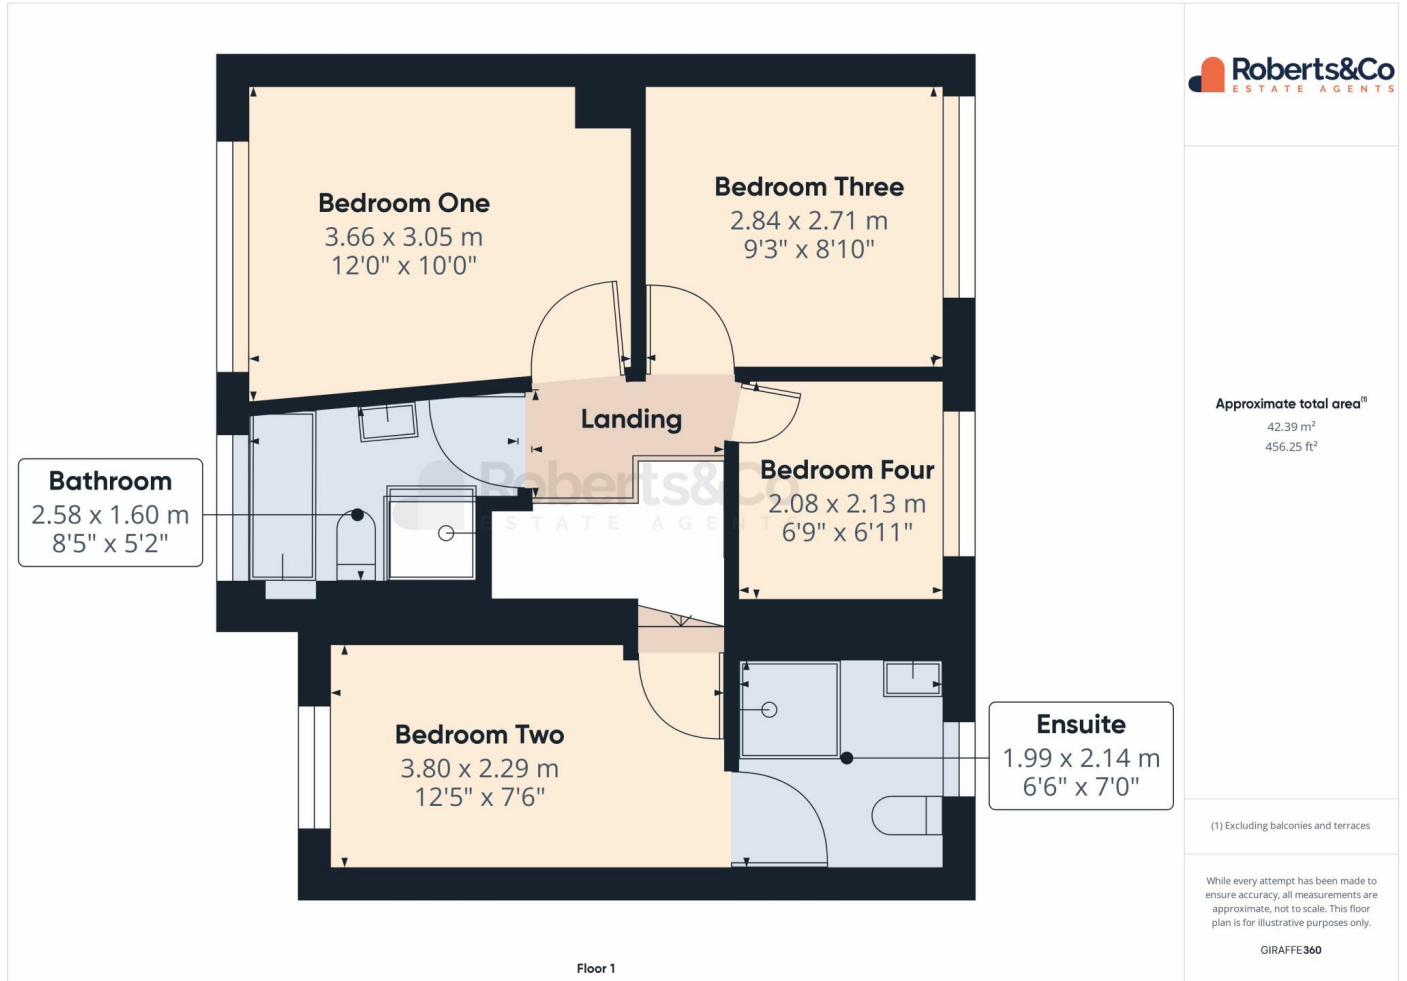 Bedroom One
3.66 x 3.05 m
12'0" x 10'0"
Bedroom Three
2.84 x 2.71 m
9'3" x 8'10"
Landing
Bathroom
2.58 x 1.60 m
8'5" x 5'2"
Bedroom Four
2.08 x 2.13 m
6'9" x 6'11"
Roberts&Co
ESTATE AGENTS
Bedroom Two
3.80 x 2.29 m
12'5" x 7'6"
Ensuite
1.99 x 2.14 m
6'6" x 7'0"
Floor 1
Roberts&Co
ESTATE AGENTS
Approximate total area⁽¹⁾
42.39 m²
456.25 ft²
(1) Excluding balconies and terraces
While every attempt has been made to
ensure accuracy, all measurements are
approximate, not to scale. This floor
plan is for illustrative purposes only.
GIRAFFE360